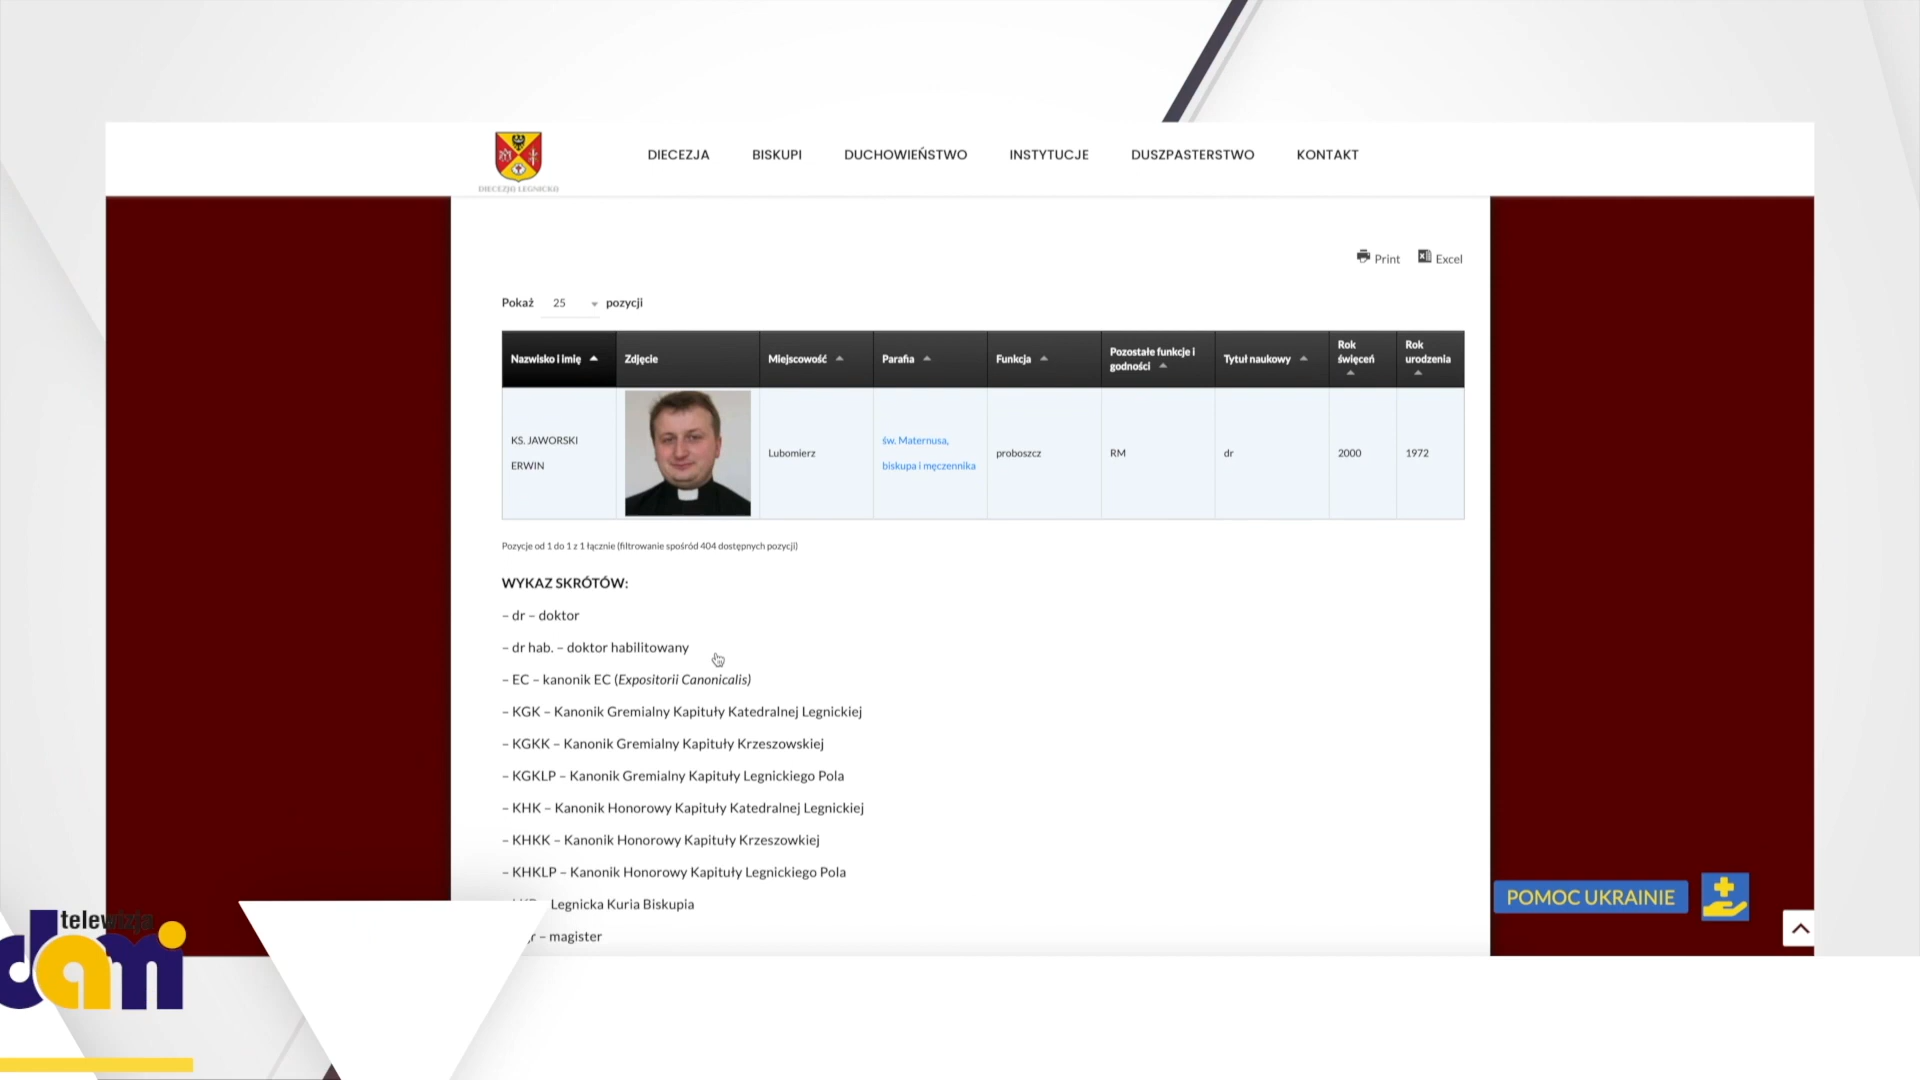 DIECEZJA LEGNICKA
DIECEZJA BISKUPI DUCHOWIEŃSTWO INSTYTUCJE DUSZPASTERSTWO KONTAKT
Print Excel
Pokaż 25 pozycji
Nazwisko i imię Zdjęcie Miejscowość Parafia Funkcja Pozostałe funkcje i godności Tytuł naukowy Rok święceń Rok urodzenia
KS. JAWORSKI ERWIN Lubomierz św. Maternusa, biskupa i męczennika proboszcz RM dr 2000 1972
Pozycje od 1 do 1 z 1 łącznie (filtrowanie spośród 404 dostępnych pozycji)
WYKAZ SKRÓTÓW:
– dr – doktor
– dr hab. – doktor habilitowany
– EC – kanonik EC (Expositorii Canonicalis)
– KGK – Kanonik Gremialny Kapituły Katedralnej Legnickiej
– KGKK – Kanonik Gremialny Kapituły Krzeszowskiej
– KGKLP – Kanonik Gremialny Kapituły Legnickiego Pola
– KHK – Kanonik Honorowy Kapituły Katedralnej Legnickiej
– KHKK – Kanonik Honorowy Kapituły Krzeszowkiej
– KHKLP – Kanonik Honorowy Kapituły Legnickiego Pola
Legnicka Kuria Biskupia
– magister
POMOC UKRAINIE
telewizja
dami